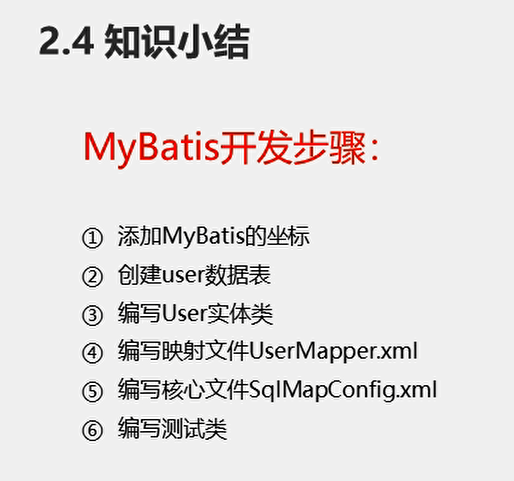 2.4 知识小结
MyBatis开发步骤：
① 添加MyBatis的坐标
② 创建user数据表
③ 编写User实体类
④ 编写映射文件UserMapper.xml
⑤ 编写核心文件SqlMapConfig.xml
⑥ 编写测试类